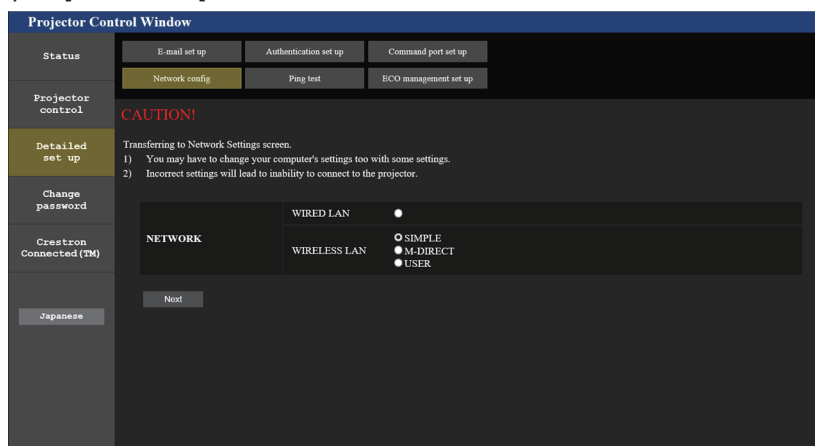 Projector Control Window
Status
Projector
control
Detailed
set up
Change
password
Crestron
Connected(TM)
Japanese
E-mail set up
Authentication set up
Command port set up
Network config
Ping test
ECO management set up
CAUTION!
Transferring to Network Settings screen.
1) You may have to change your computer's settings too with some settings.
2) Incorrect settings will lead to inability to connect to the projector.
NETWORK
WIRED LAN
WIRELESS LAN
SIMPLE
M-DIRECT
USER
Next